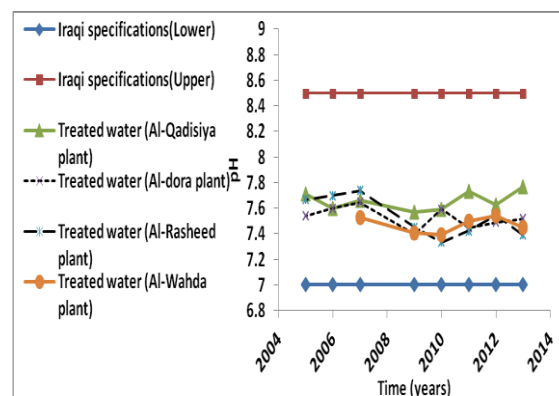 Iraqi specifications(Lower)
Iraqi specifications(Upper)
Treated water (Al-Qadisiya
plant)
Treated water (Al-dora plant)
Treated water (Al-Rasheed
plant)
Treated water (Al-Wahda
plant)
pH
9
8.8
8.6
8.4
8.2
8
7.8
7.6
7.4
7.2
7
6.8
2004
2006
2008
2010
2012
2014
Time (years)